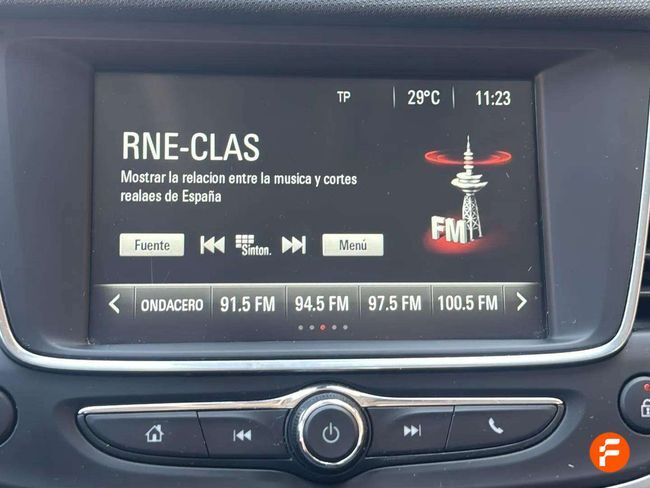 TP 29°C 11:23
RNE-CLAS
Mostrar la relacion entre la musica y cortes
realaes de España
FM
Fuente Sinton. Menú
ONDACERO 91.5 FM 94.5 FM 97.5 FM 100.5 FM